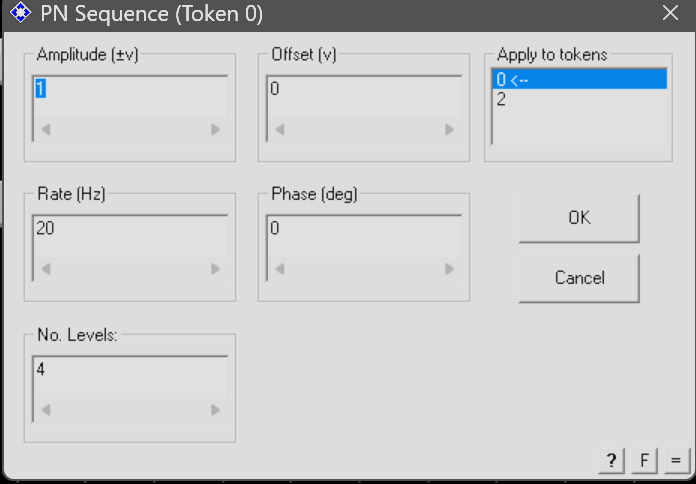 PN Sequence (Token 0)
Amplitude (±v)
1
Offset (v)
0
Apply to tokens
0 <--
2
Rate (Hz)
20
Phase (deg)
0
OK
Cancel
No. Levels:
4
? F =